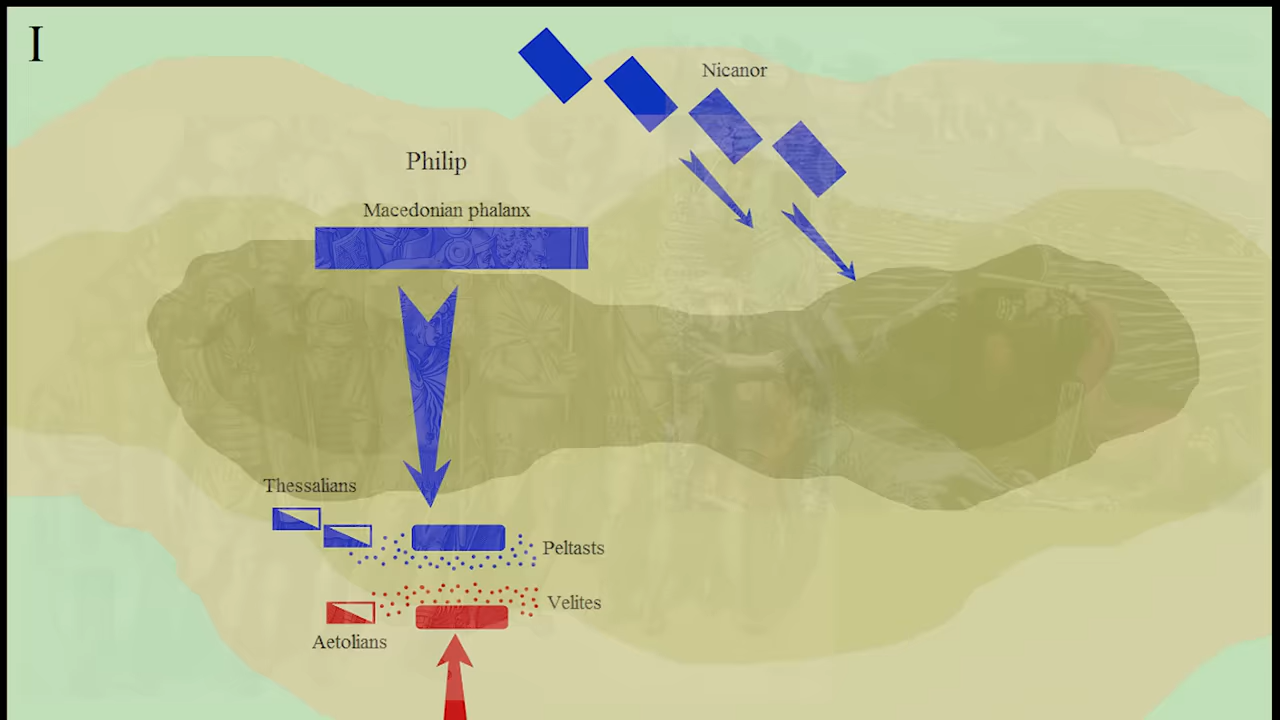 I
Nicanor
Philip
Macedonian phalanx
Thessalians
Peltasts
Velites
Aetolians